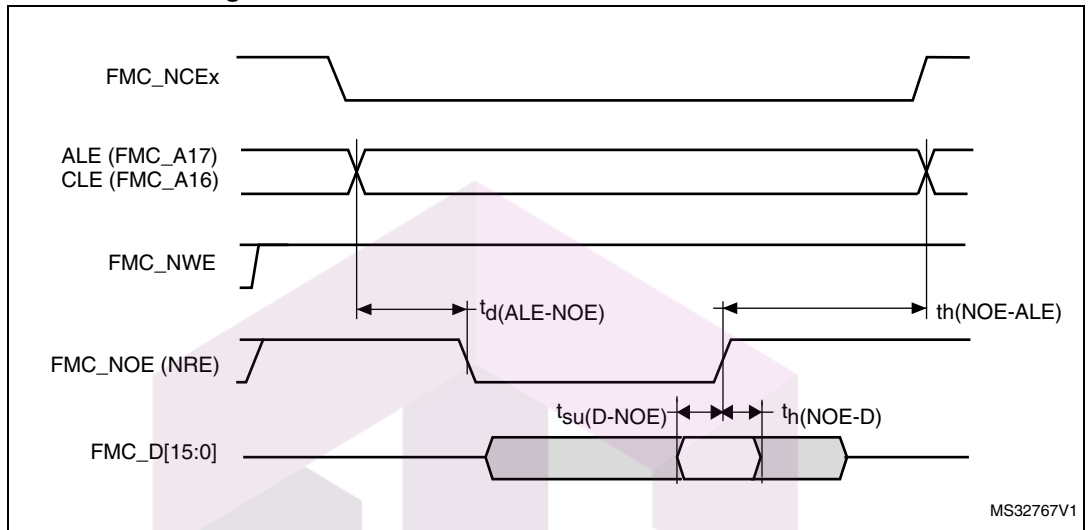 FMC_NCEx
ALE (FMC_A17)
CLE (FMC_A16)
FMC_NWE
td(ALE-NOE)
th(NOE-ALE)
FMC_NOE (NRE)
tsu(D-NOE)
th(NOE-D)
FMC_D[15:0]
MS32767V1